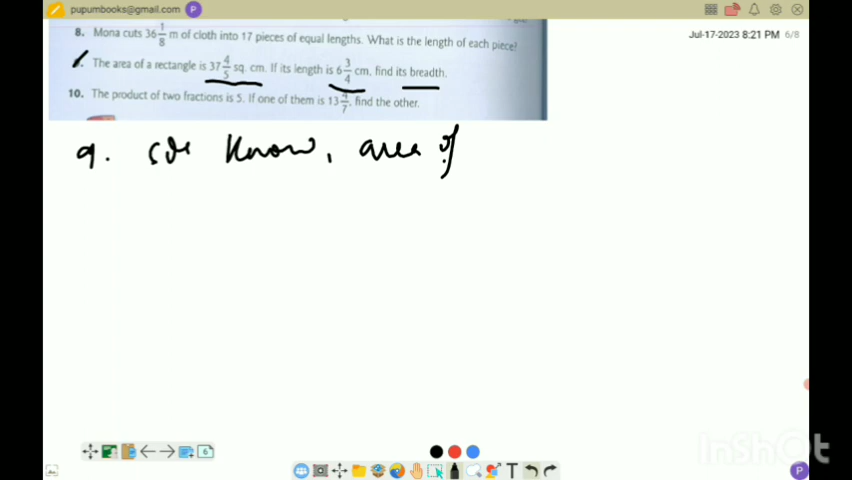 pupumbooks@gmail.com P
Jul-17-2023 8:21 PM 6/8
8. Mona cuts 36 1/8 m of cloth into 17 pieces of equal lengths. What is the length of each piece?
The area of a rectangle is 37 4/5 sq. cm. If its length is 6 3/4 cm, find its breadth.
10. The product of two fractions is 5. If one of them is 13 4/7, find the other.
9. We know, area of
6
T
InShOt
P